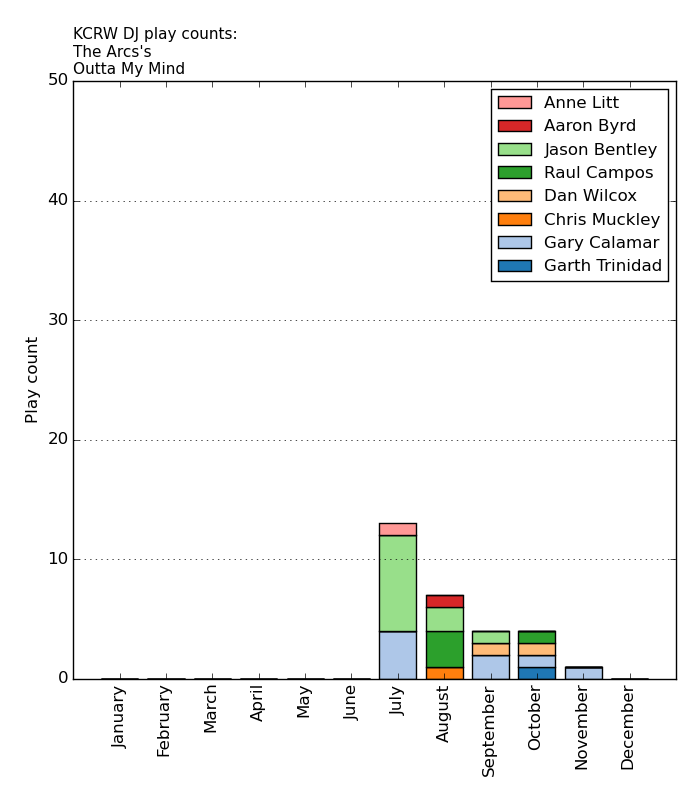 KCRW DJ play counts:
The Arcs's
Outta My Mind
50
40
30
20
10
0
Play count
Anne Litt
Aaron Byrd
Jason Bentley
Raul Campos
Dan Wilcox
Chris Muckley
Gary Calamar
Garth Trinidad
January
February
March
April
May
June
July
August
September
October
November
December